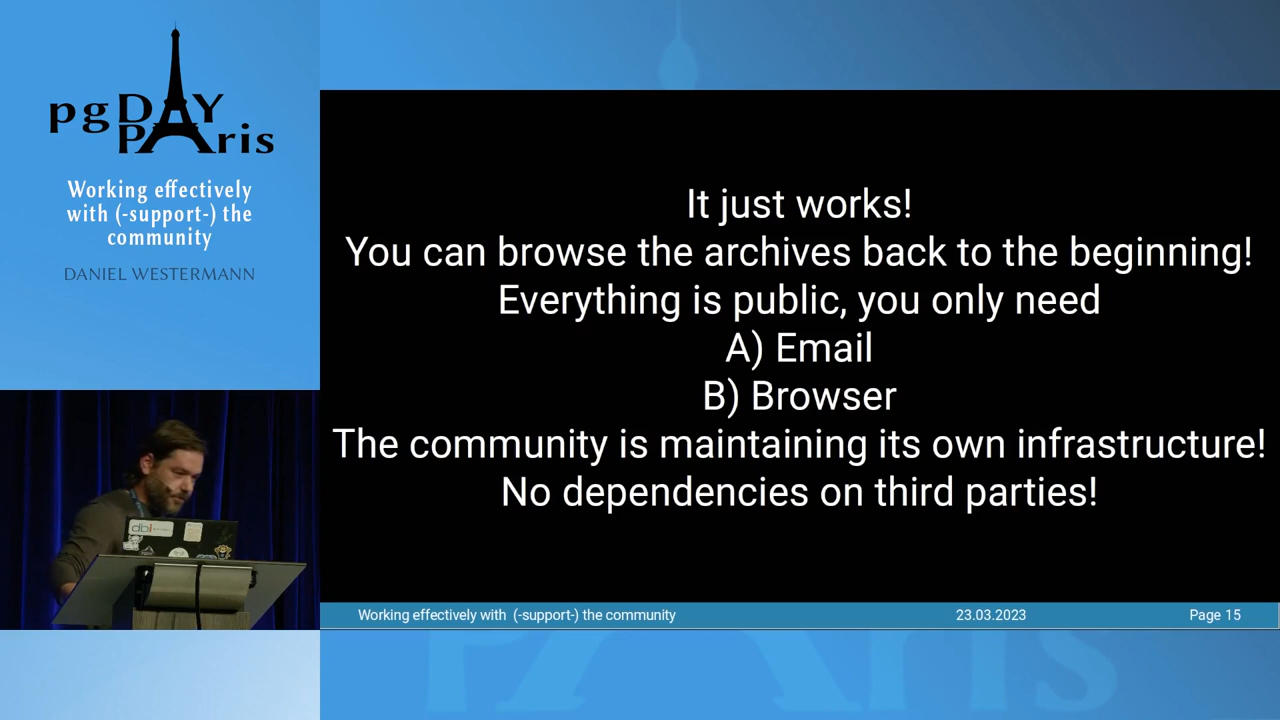 pgDAY
PAris
Working effectively
with (-support-) the
community
DANIEL WESTERMANN
It just works!
You can browse the archives back to the beginning!
Everything is public, you only need
A) Email
B) Browser
The community is maintaining its own infrastructure!
No dependencies on third parties!
dbi
Working effectively with (-support-) the community 23.03.2023 Page 15